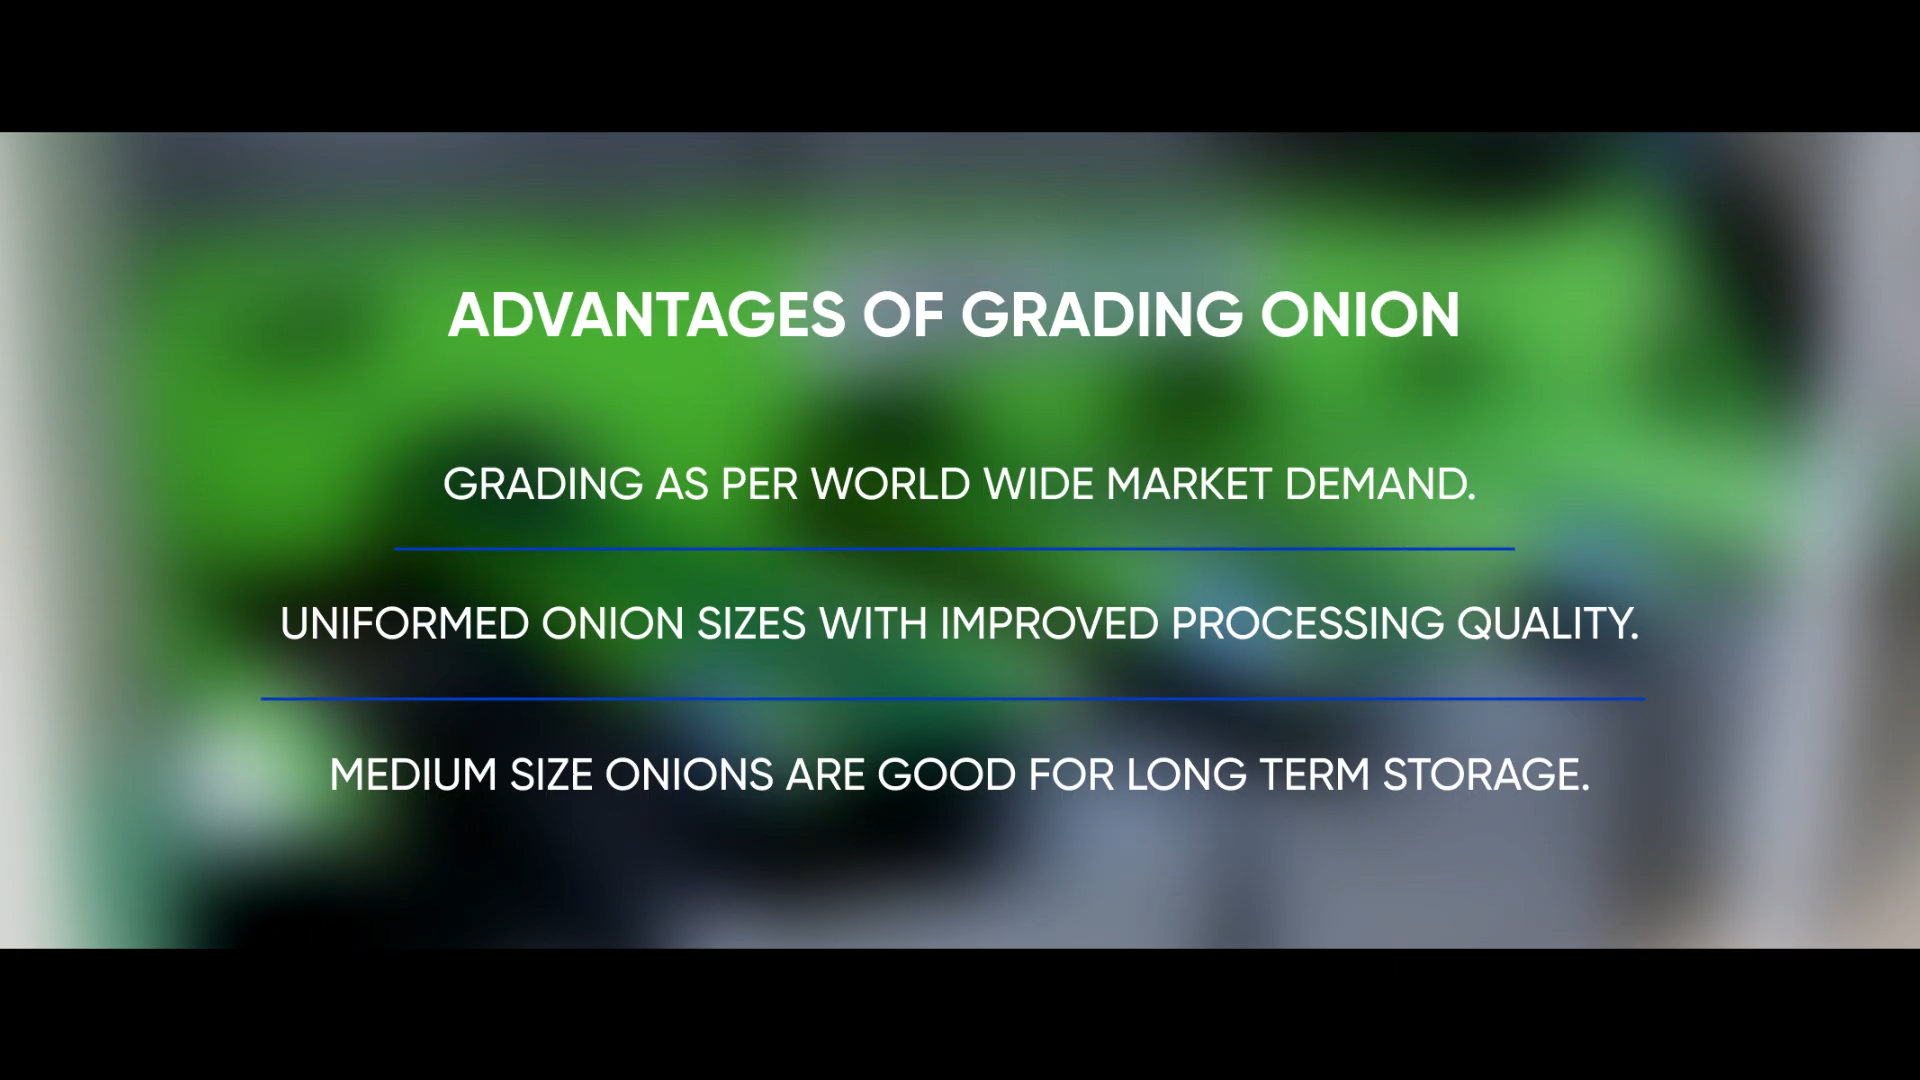 ADVANTAGES OF GRADING ONION
GRADING AS PER WORLD WIDE MARKET DEMAND.
UNIFORMED ONION SIZES WITH IMPROVED PROCESSING QUALITY.
MEDIUM SIZE ONIONS ARE GOOD FOR LONG TERM STORAGE.